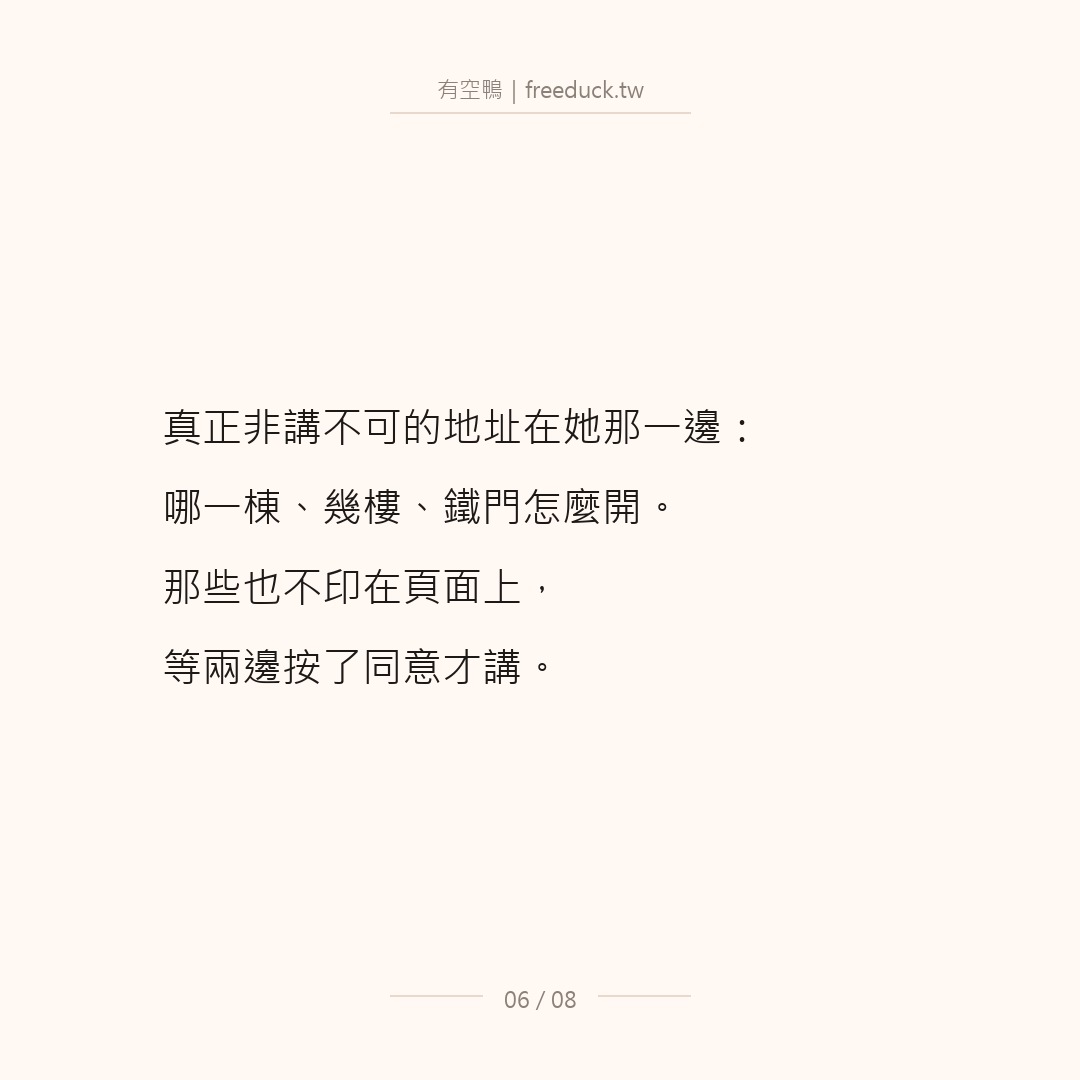 有空鴨｜freeduck.tw
真正非講不可的地址在她那一邊：
哪一棟、幾樓、鐵門怎麼開。
那些也不印在頁面上，
等兩邊按了同意才講。
06 / 08